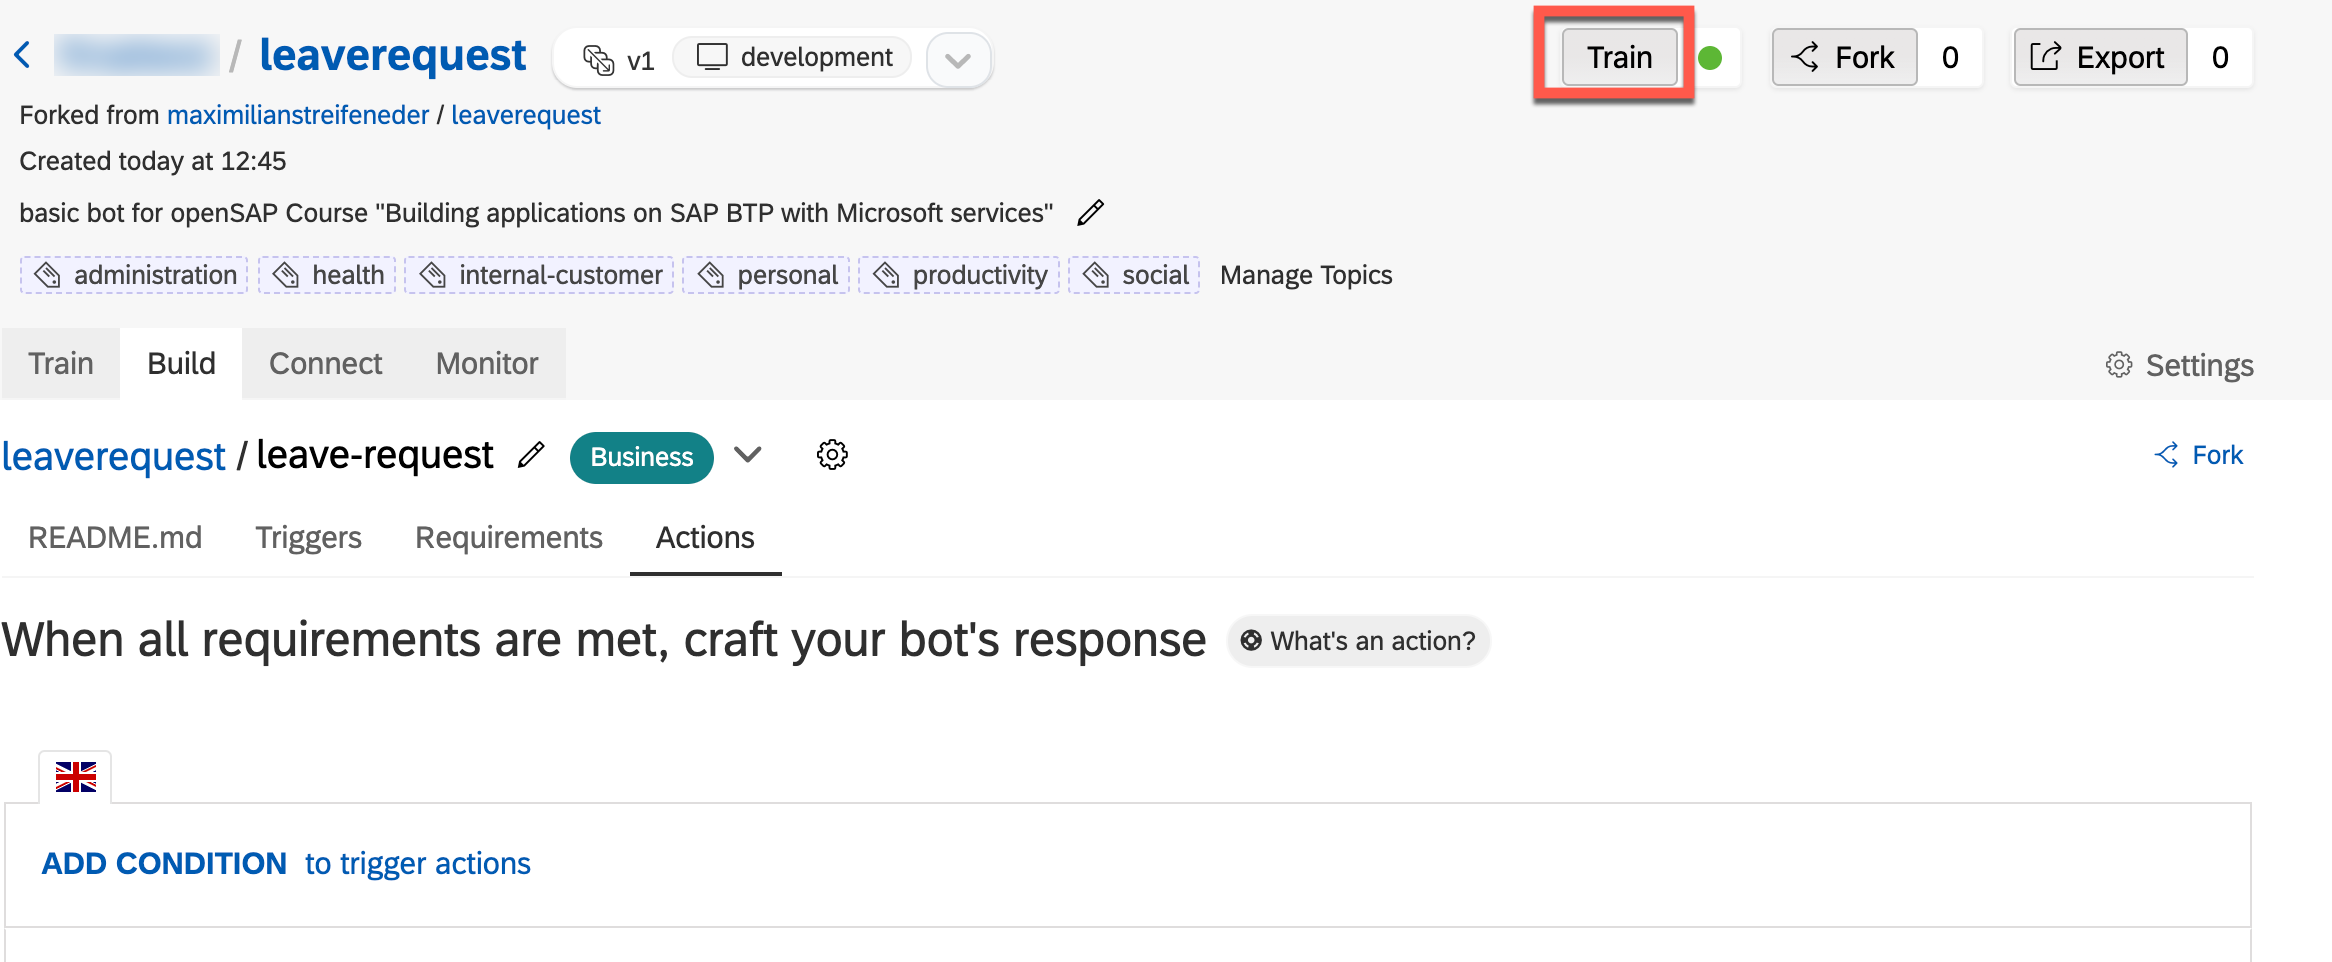 / leaverequest v1 development Train Fork 0 Export 0
Forked from maximilianstreifeneder / leaverequest
Created today at 12:45
basic bot for openSAP Course "Building applications on SAP BTP with Microsoft services"
administration health internal-customer personal productivity social Manage Topics
Train Build Connect Monitor Settings
leaverequest / leave-request Business Fork
README.md Triggers Requirements Actions
When all requirements are met, craft your bot's response What's an action?
ADD CONDITION to trigger actions